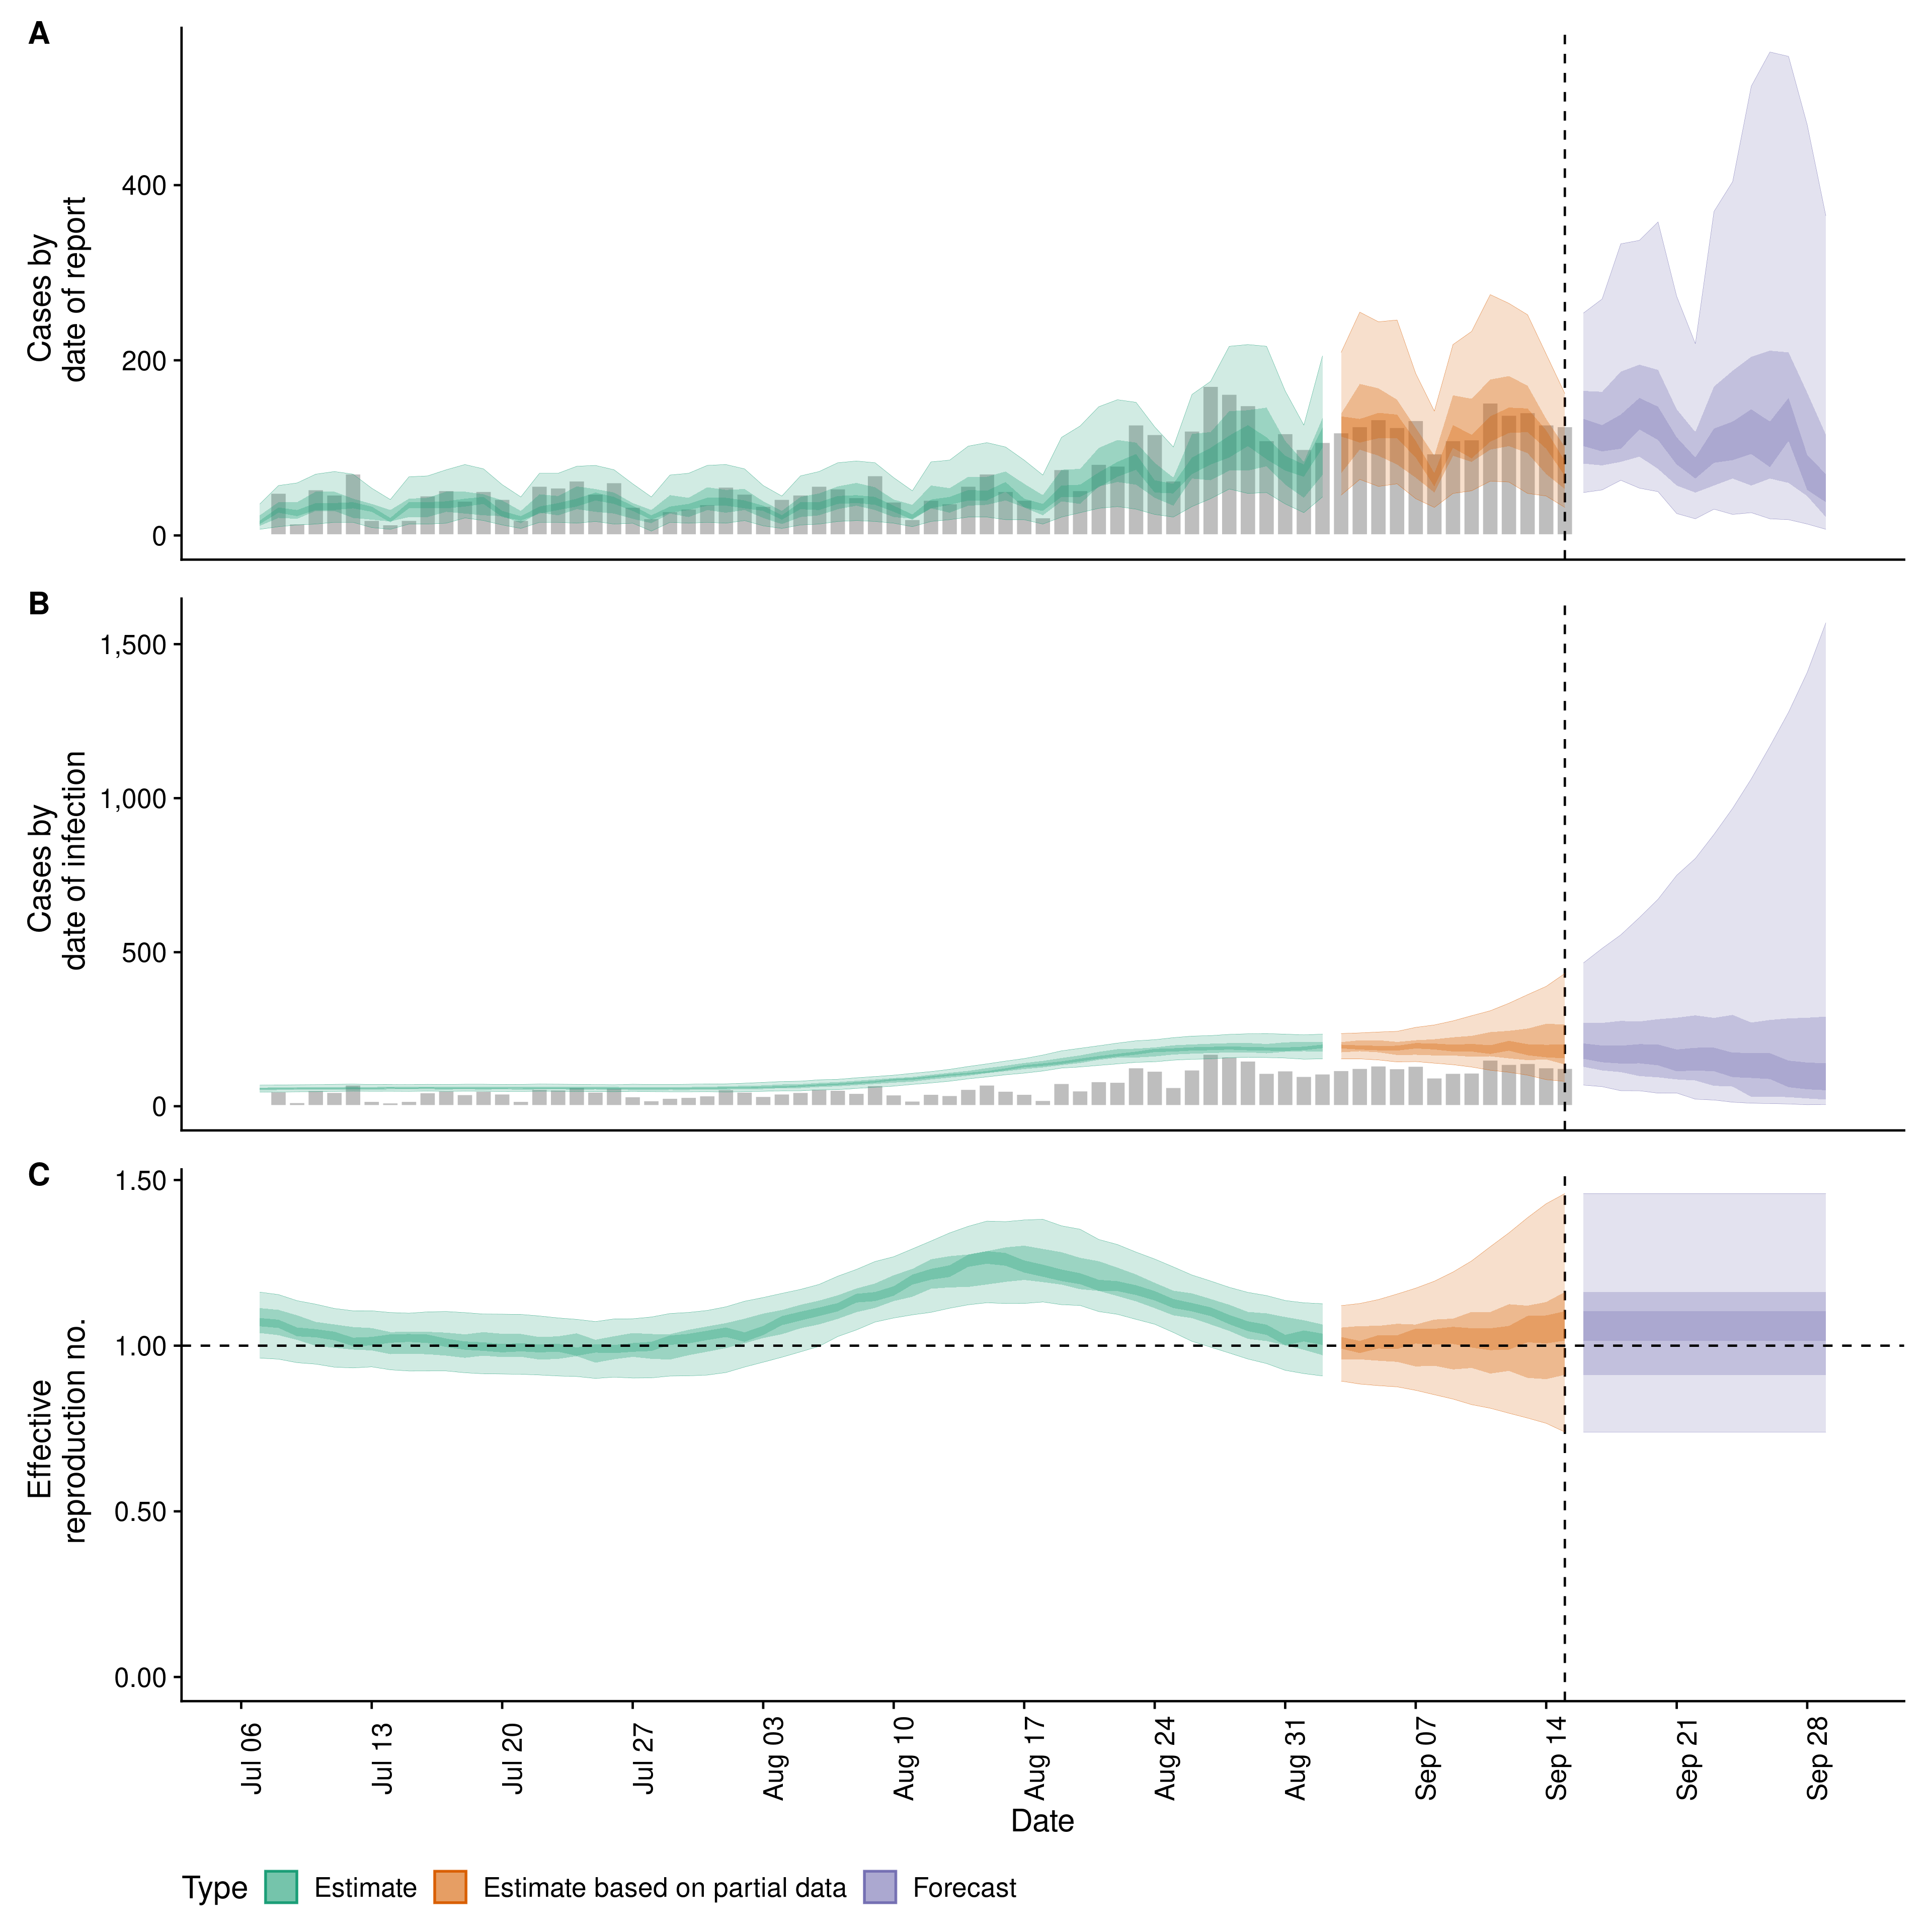 A
400
200
0
Cases by
date of report
B
1,500
1,000
500
0
Cases by
date of infection
C
1.50
1.00
0.50
0.00
Effective
reproduction no.
Jul 06
Jul 13
Jul 20
Jul 27
Aug 03
Aug 10
Aug 17
Aug 24
Aug 31
Sep 07
Sep 14
Sep 21
Sep 28
Date
Type Estimate Estimate based on partial data Forecast